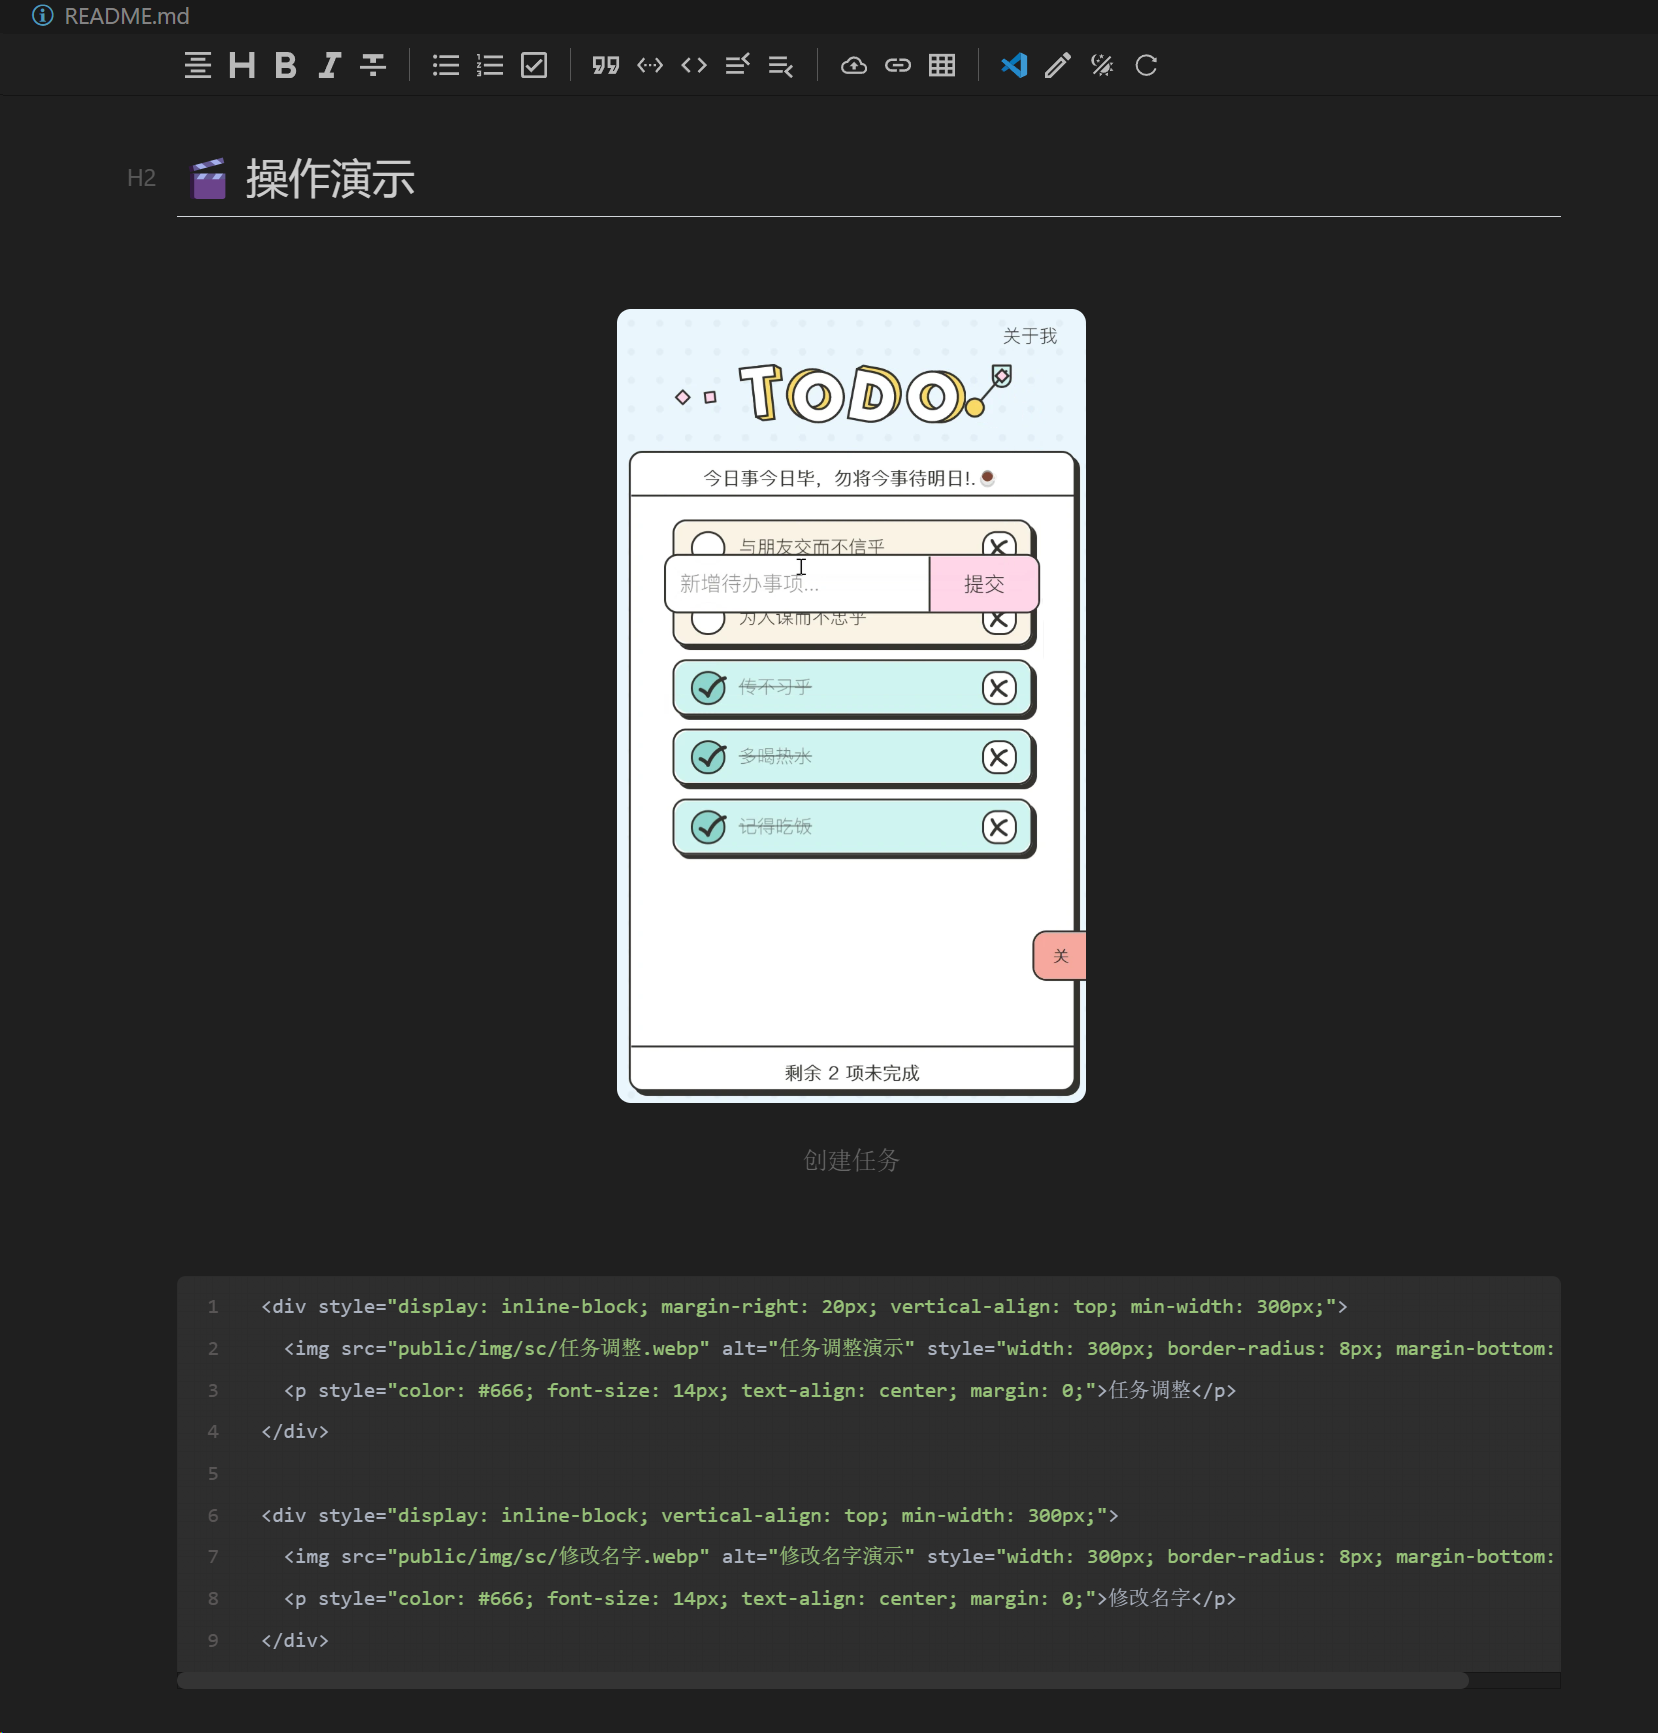 README.md
H2
操作演示
关于我
TODO
今日事今日毕，勿将今事待明日!.
与朋友交而不信乎
新增待办事项...
提交
为人谋而不忠乎
传不习乎
多喝热水
记得吃饭
关
剩余 2 项未完成
创建任务
1 <div style="display: inline-block; margin-right: 20px; vertical-align: top; min-width: 300px;">
2 <img src="public/img/sc/任务调整.webp" alt="任务调整演示" style="width: 300px; border-radius: 8px; margin-bottom:
3 <p style="color: #666; font-size: 14px; text-align: center; margin: 0;">任务调整</p>
4 </div>
5
6 <div style="display: inline-block; vertical-align: top; min-width: 300px;">
7 <img src="public/img/sc/修改名字.webp" alt="修改名字演示" style="width: 300px; border-radius: 8px; margin-bottom:
8 <p style="color: #666; font-size: 14px; text-align: center; margin: 0;">修改名字</p>
9 </div>